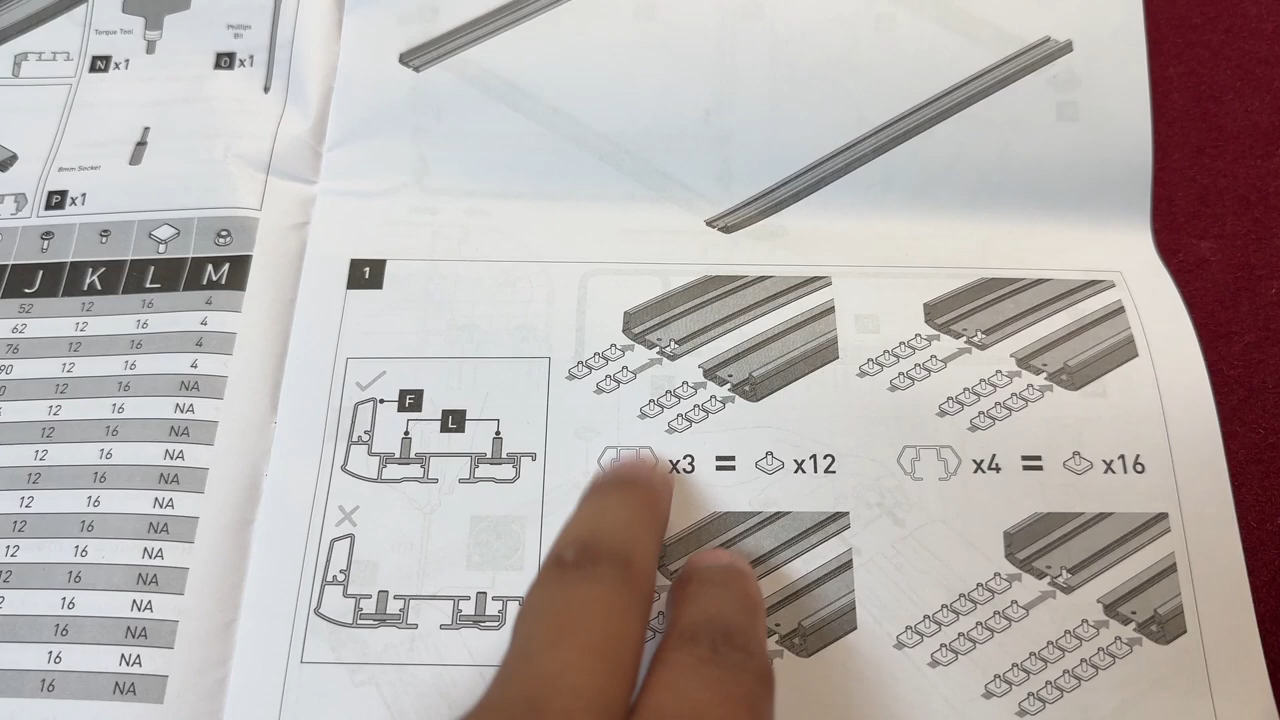 Torque Tool
N x1
Phillips
Bit
O x1
8mm Socket
P x1
J K L M
52 12 16 4
62 12 16 4
76 12 16 4
90 12 16 4
12 16 NA
12 16 NA
12 16 NA
12 16 NA
12 16 NA
12 16 NA
12 16 NA
12 16 NA
12 16 NA
16 NA
16 NA
16 NA
16 NA
1
F
L
x3 = x12
x4 = x16